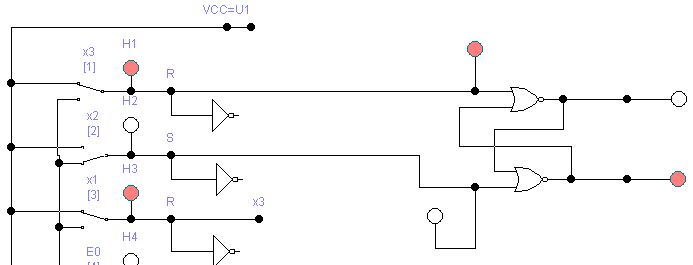 VCC=U1
x3
[1]
H1
R
H2
x2
[2]
S
H3
x1
[3]
R
x3
H4
E0
[4]